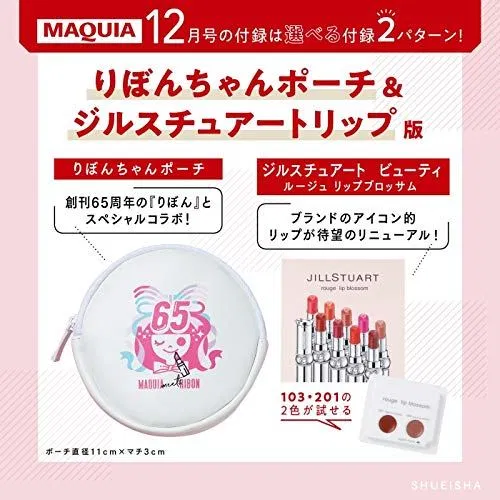 MAQUIA 12月号の付録は選べる付録2パターン!
りぼんちゃんポーチ &
ジルスチュアートリップ 版
りぼんちゃんポーチ
創刊65周年の『りぼん』と
スペシャルコラボ!
65
MAQUIA meets RIBON
ポーチ直径11cm×マチ3cm
ジルスチュアート ビューティ
ルージュ リップブロッサム
ブランドのアイコン的
リップが待望のリニューアル!
JILLSTUART
rouge lip blossom
103・201の
2色が試せる
rouge lip blossom
SHUEISHA